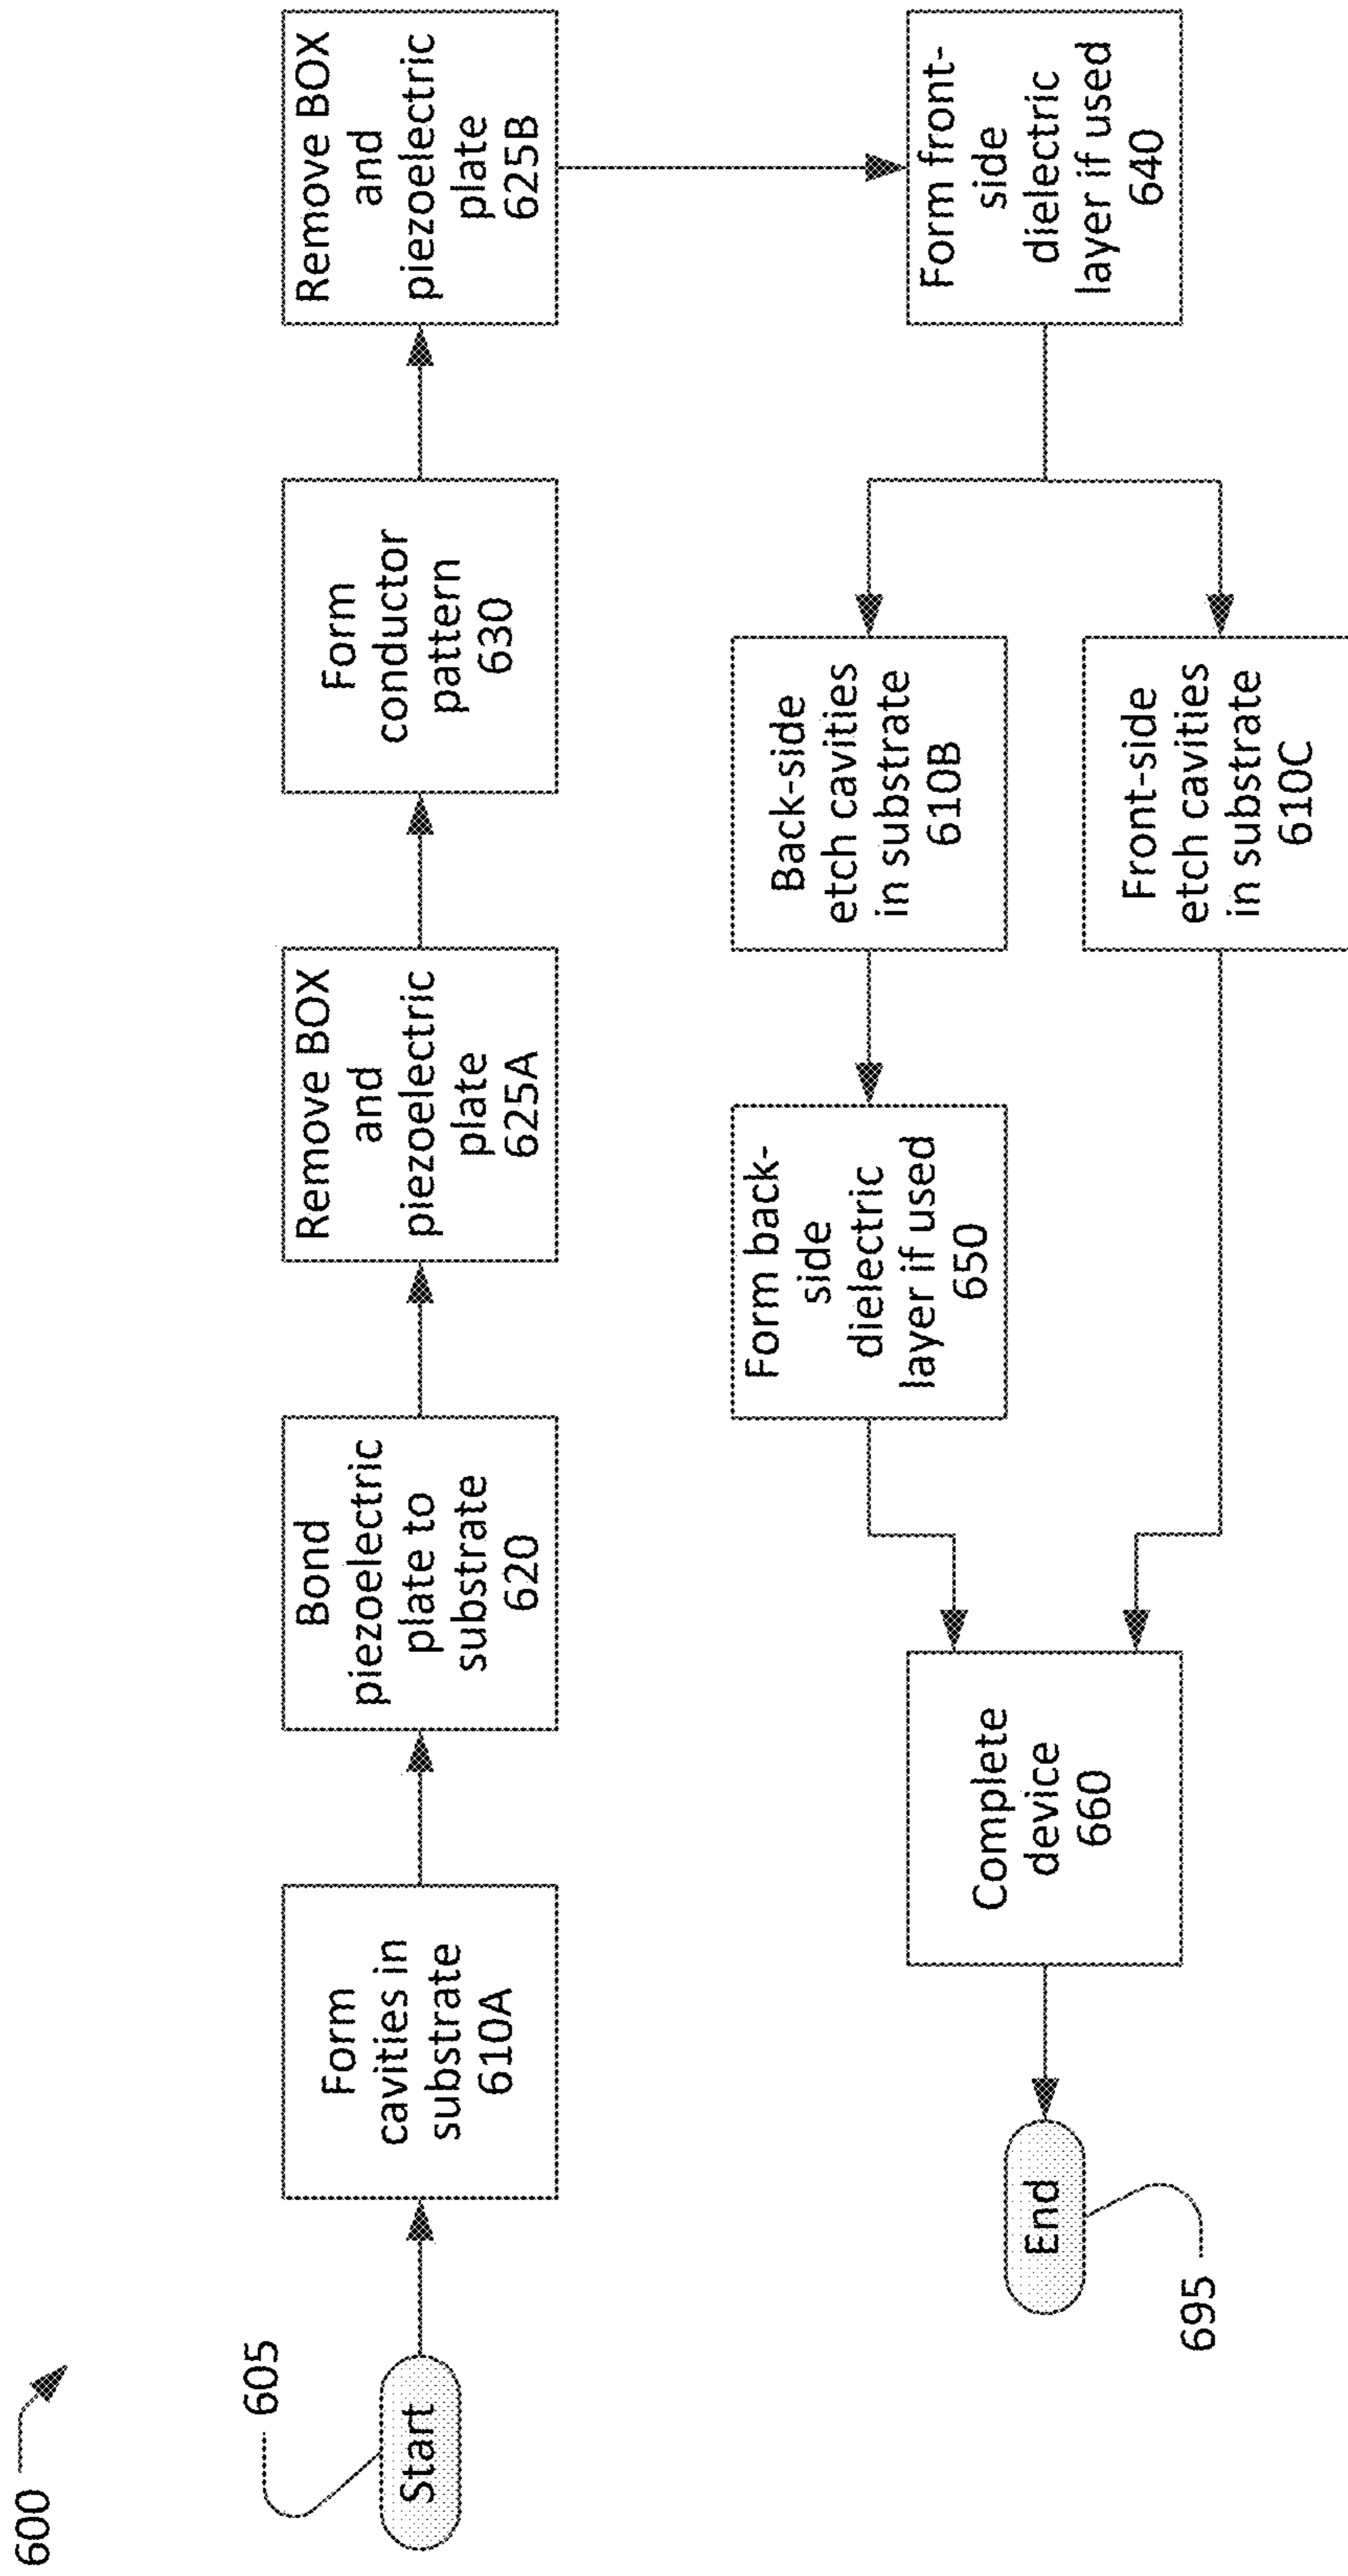 600
605
Start
Form
cavities in
substrate
610A
Bond
piezoelectric
plate to
substrate
620
Remove BOX
and
piezoelectric
plate
625A
Form
conductor
pattern
630
Remove BOX
and
piezoelectric
plate
625B
Form front-
side
dielectric
layer if used
640
Back-side
etch cavities
in substrate
610B
Front-side
etch cavities
in substrate
610C
Form back-
side
dielectric
layer if used
650
Complete
device
660
End
695